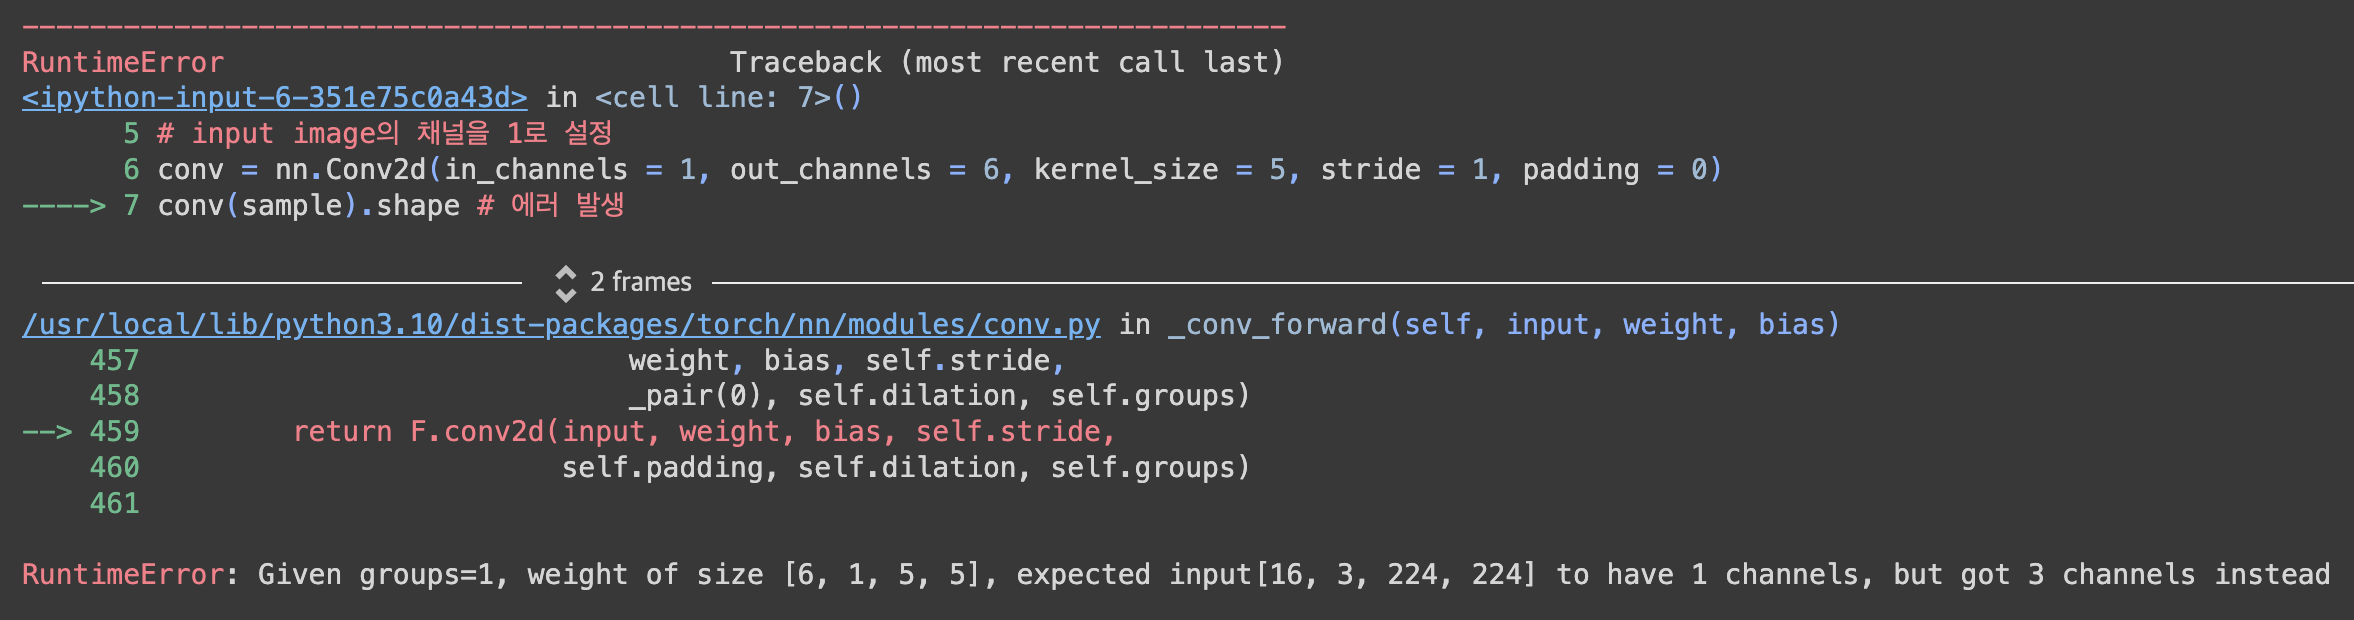 ---------------------------------------------------------------------------
RuntimeError                              Traceback (most recent call last)
<ipython-input-6-351e75c0a43d> in <cell line: 7>()
      5 # input image의 채널을 1로 설정
      6 conv = nn.Conv2d(in_channels = 1, out_channels = 6, kernel_size = 5, stride = 1, padding = 0)
----> 7 conv(sample).shape # 에러 발생
2 frames
/usr/local/lib/python3.10/dist-packages/torch/nn/modules/conv.py in _conv_forward(self, input, weight, bias)
    457                             weight, bias, self.stride,
    458                             _pair(0), self.dilation, self.groups)
--> 459         return F.conv2d(input, weight, bias, self.stride,
    460                         self.padding, self.dilation, self.groups)
    461
RuntimeError: Given groups=1, weight of size [6, 1, 5, 5], expected input[16, 3, 224, 224] to have 1 channels, but got 3 channels instead